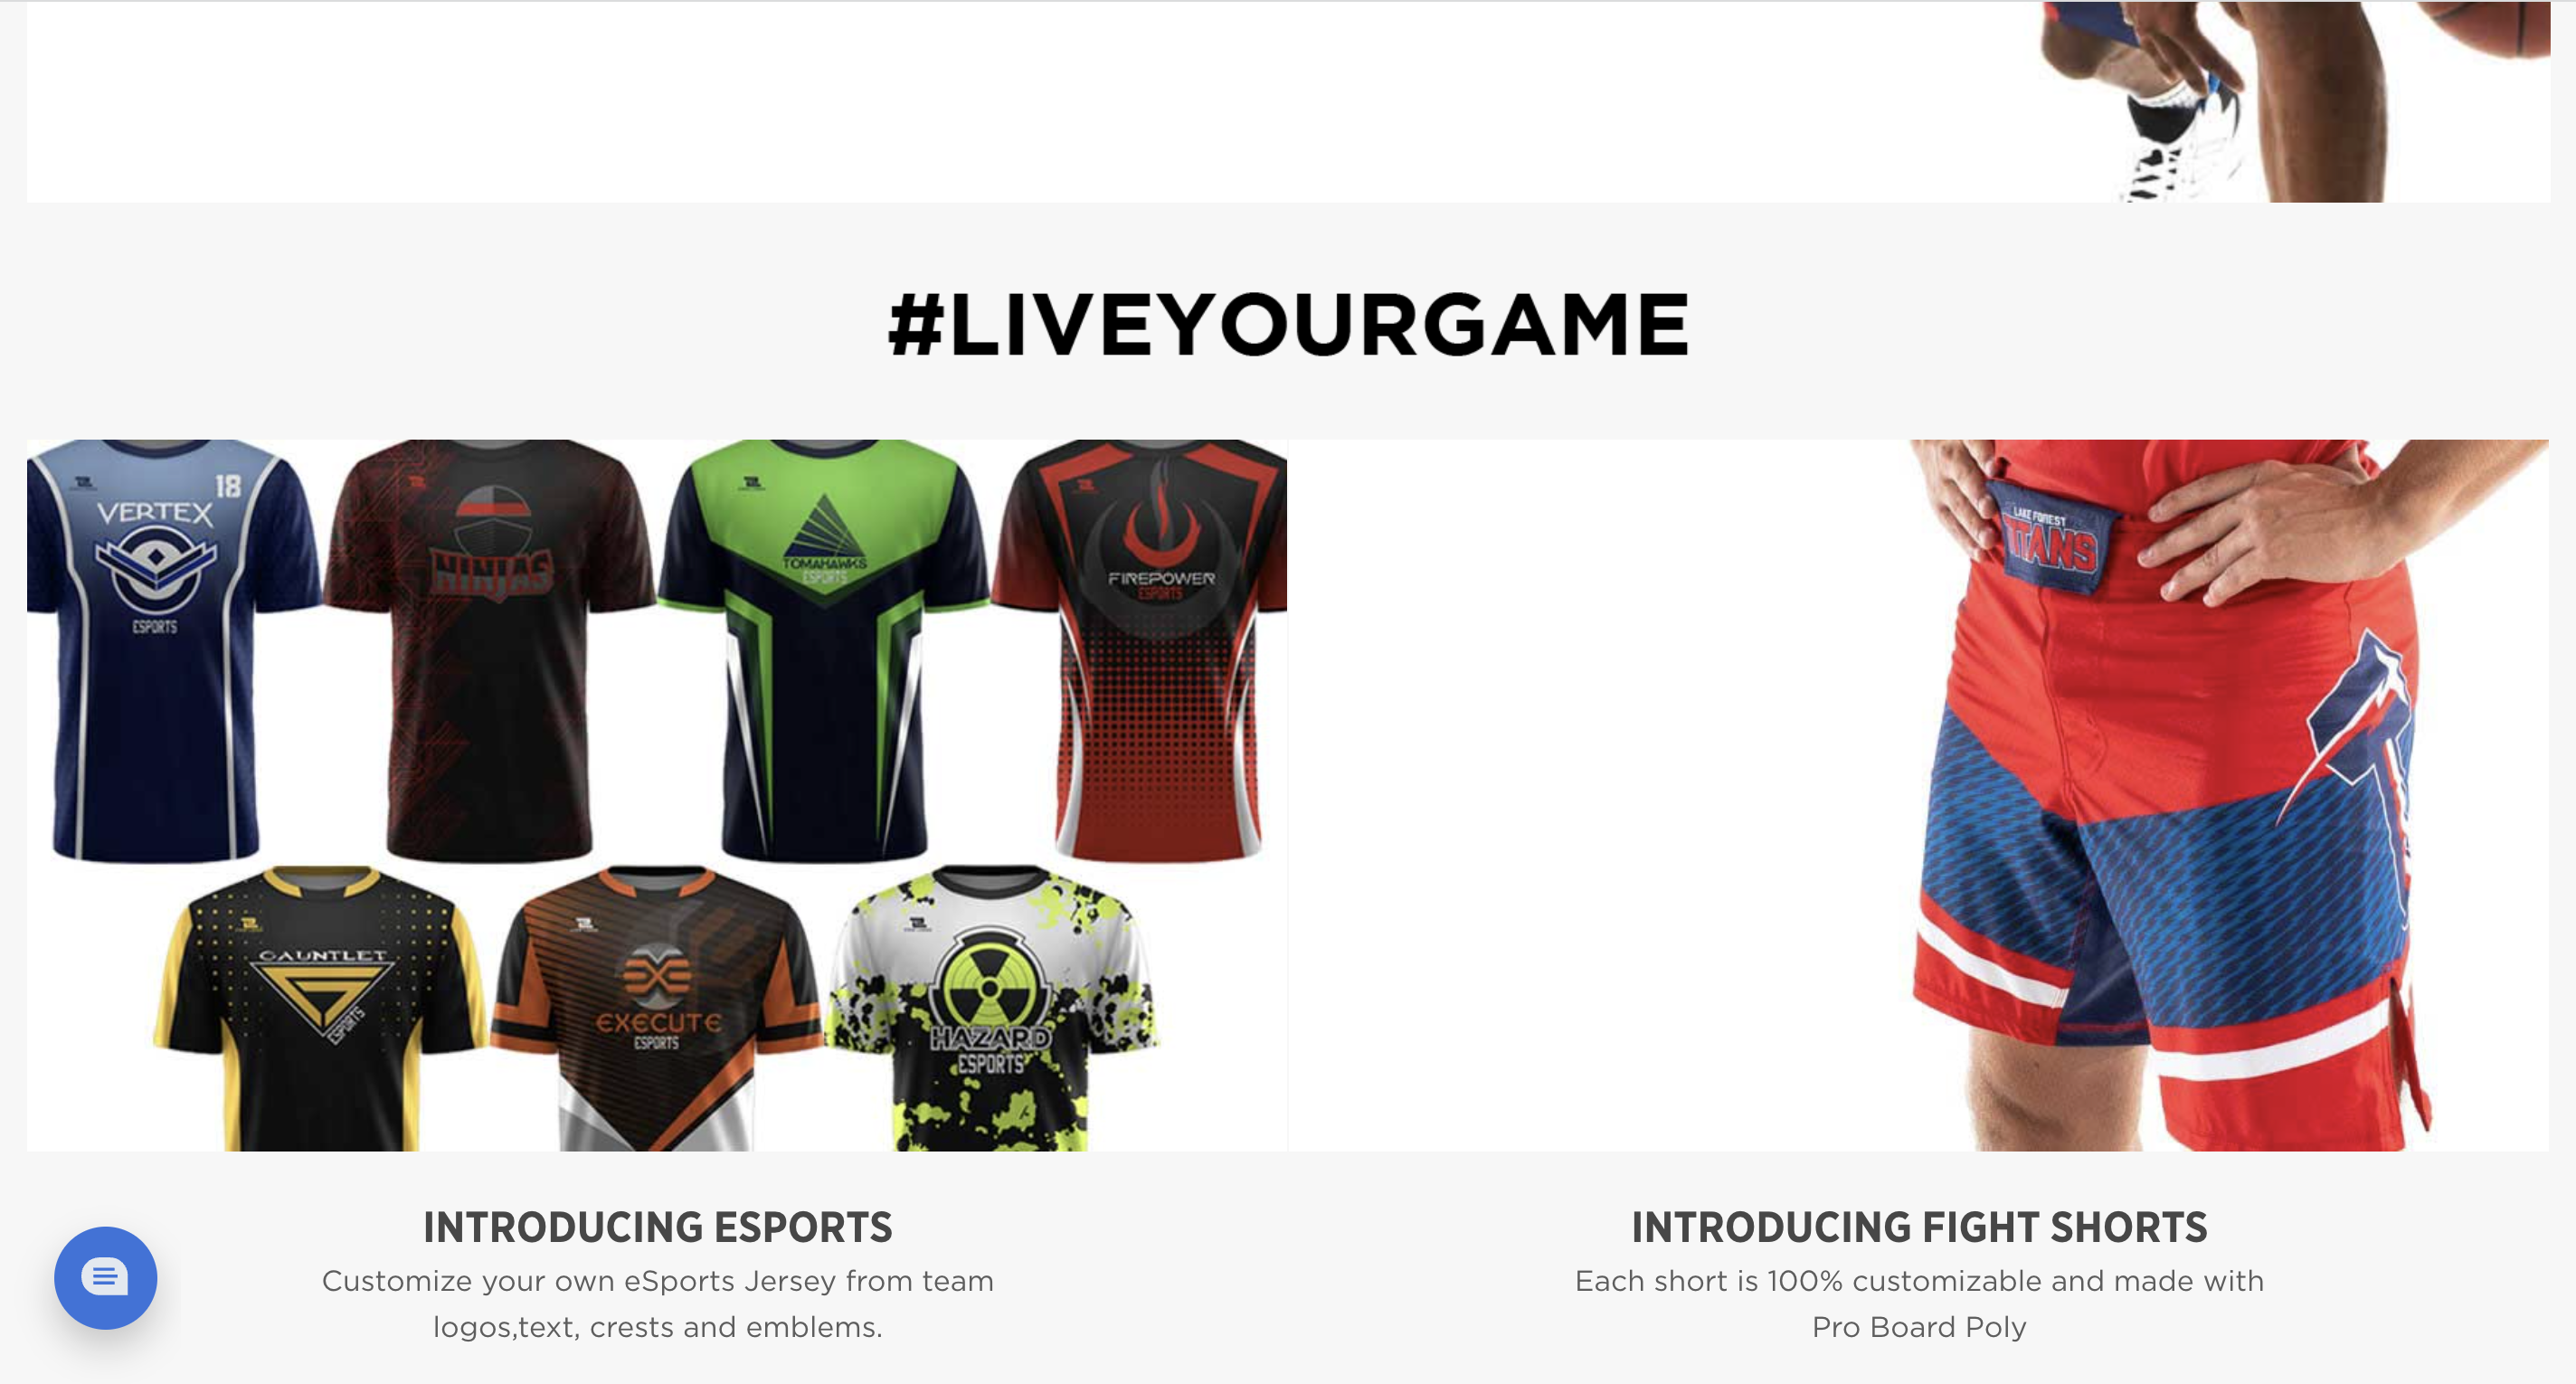 #LIVEYOURGAME
18
VERTEX
ESPORTS
NINJAS
TOMAHAWKS
ESPORTS
FIREPOWER
ESPORTS
LAKE FOREST
TITANS
GAUNTLET
ESPORTS
EXECUTE
ESPORTS
HAZARD
ESPORTS
INTRODUCING ESPORTS
Customize your own eSports Jersey from team
logos,text, crests and emblems.
INTRODUCING FIGHT SHORTS
Each short is 100% customizable and made with
Pro Board Poly